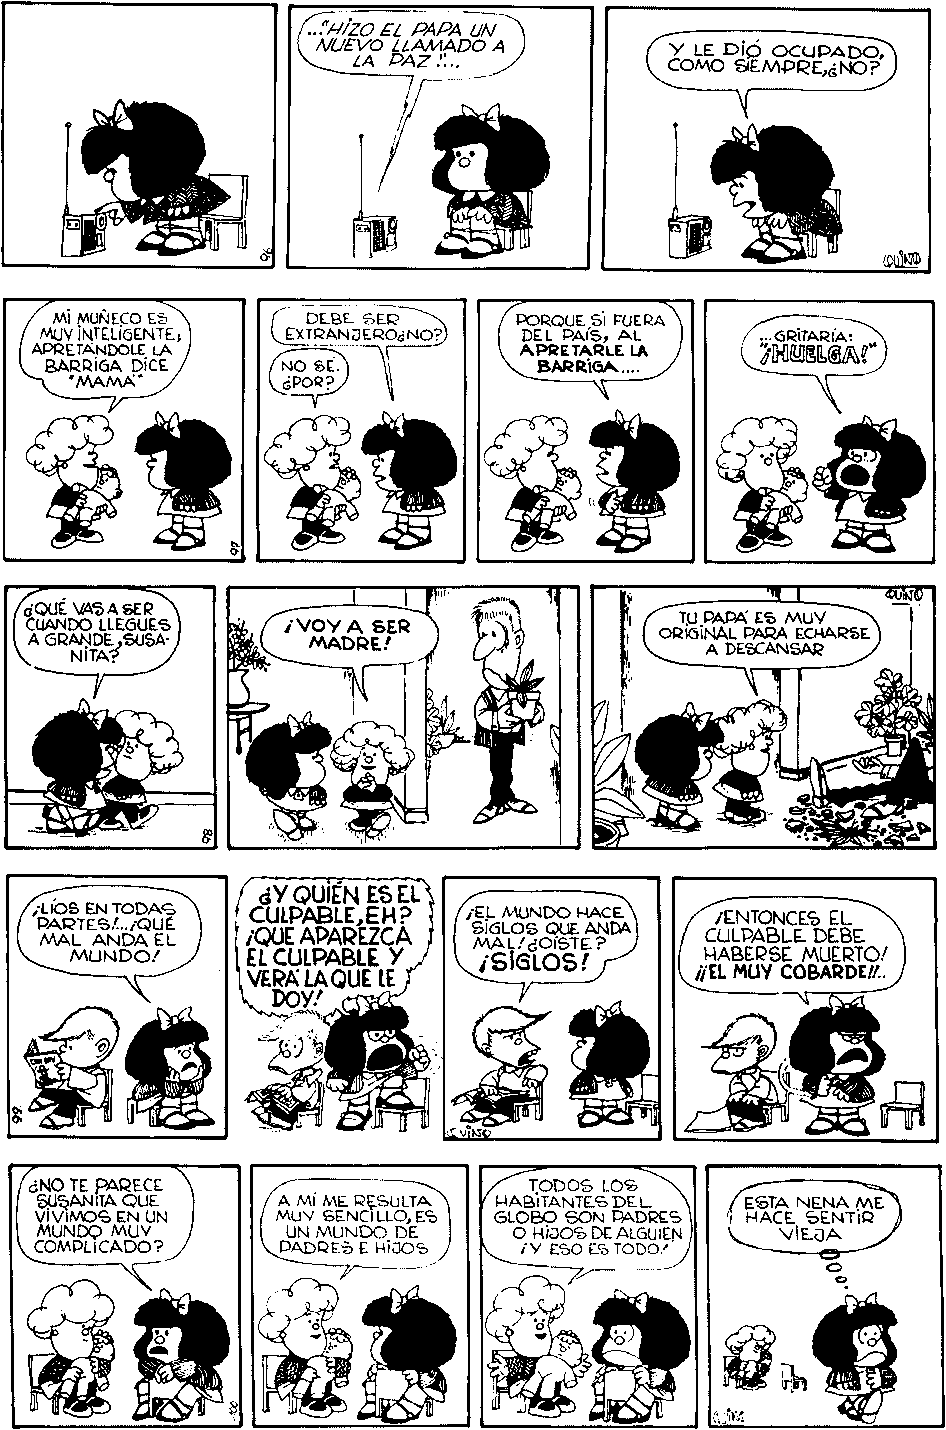 ..."HIZO EL PAPA UN
NUEVO LLAMADO A
LA PAZ!"...
Y LE DIÓ OCUPADO,
COMO SIEMPRE,¿NO?
96
QUINO
MI MUÑECO ES
MUY INTELIGENTE,
APRETANDOLE LA
BARRIGA DICE
"MAMÁ"
97
DEBE SER
EXTRANJERO¿NO?
NO SE.
¿POR?
PORQUE SI FUERA
DEL PAÍS, AL
APRETARLE LA
BARRIGA....
...GRITARÍA:
"¡HUELGA!"
¿QUÉ VAS A SER
CUANDO LLEGUES
A GRANDE, SUSA-
NITA?
98
¡VOY A SER
MADRE!
QUINO
TU PAPÁ ES MUY
ORIGINAL PARA ECHARSE
A DESCANSAR
¡LÍOS EN TODAS
PARTES!...¡QUÉ
MAL ANDA EL
MUNDO!
99
¿Y QUIÉN ES EL
CULPABLE, EH?
¡QUE APAREZCA
EL CULPABLE Y
VERÁ LA QUE LE
DOY!
¡EL MUNDO HACE
SIGLOS QUE ANDA
MAL! ¿OÍSTE?
¡SIGLOS!
QUINO
¡ENTONCES EL
CULPABLE DEBE
HABERSE MUERTO!
¡¡EL MUY COBARDE!!..
¿NO TE PARECE
SUSANITA QUE
VIVIMOS EN UN
MUNDO MUY
COMPLICADO?
A MÍ ME RESULTA
MUY SENCILLO, ES
UN MUNDO DE
PADRES E HIJOS
TODOS LOS
HABITANTES DEL
GLOBO SON PADRES
O HIJOS DE ALGUIEN
¡Y ESO ES TODO!
ESTA NENA ME
HACE SENTIR
VIEJA
QUINO